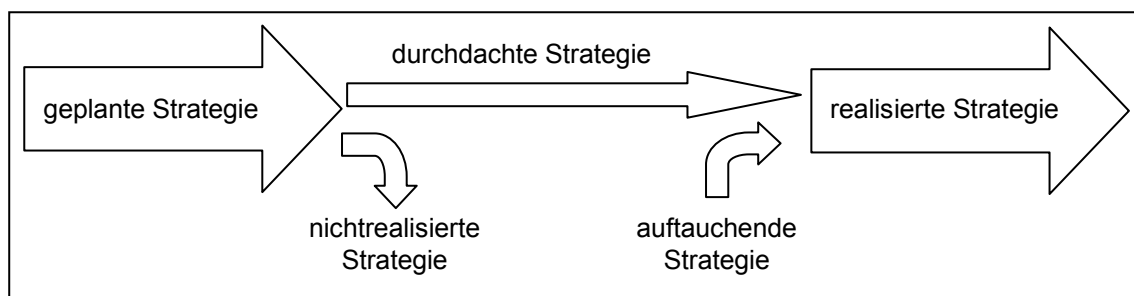 durchdachte Strategie
geplante Strategie
realisierte Strategie
nichtrealisierte
Strategie
auftauchende
Strategie